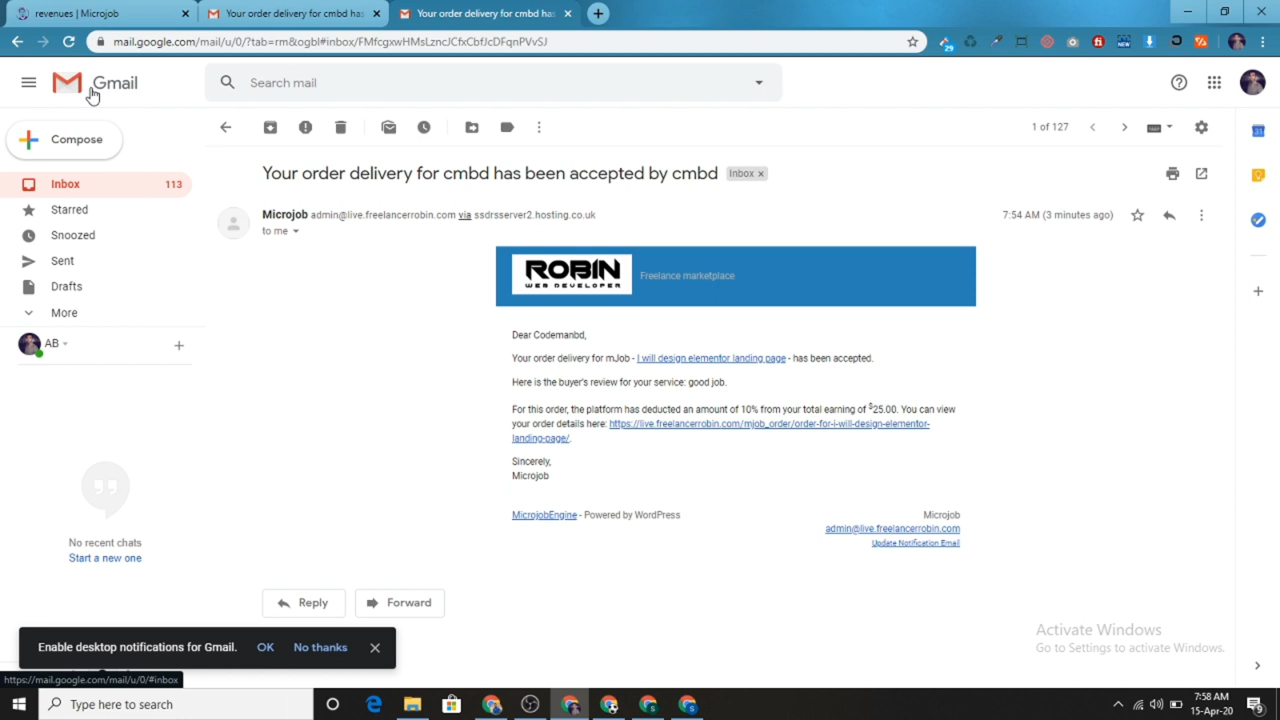 revenues | Microjob
Your order delivery for cmbd has
Your order delivery for cmbd has
mail.google.com/mail/u/0/?tab=rm&ogbl#inbox/FMfcgxwHMsLzncJCfxCbfJcDFqnPVvSJ
29
NEW
Gmail
Search mail
Compose
1 of 127
Inbox 113
Your order delivery for cmbd has been accepted by cmbd Inbox x
Starred
Microjob admin@live.freelancerrobin.com via ssdrsserver2.hosting.co.uk
7:54 AM (3 minutes ago)
to me
Snoozed
Sent
Drafts
More
AB
ROBIN
WEB DEVELOPER
Freelance marketplace
Dear Codemanbd,
Your order delivery for mJob - I will design elementor landing page - has been accepted.
Here is the buyer's review for your service: good job.
For this order, the platform has deducted an amount of 10% from your total earning of $25.00. You can view
your order details here: https://live.freelancerrobin.com/mjob_order/order-for-i-will-design-elementor-
landing-page/.
Sincerely,
Microjob
MicrojobEngine - Powered by WordPress
Microjob
admin@live.freelancerrobin.com
Update Notification Email
No recent chats
Start a new one
Reply
Forward
Enable desktop notifications for Gmail. OK No thanks
Activate Windows
Go to Settings to activate Windows.
https://mail.google.com/mail/u/0/#inbox
Type here to search
7:58 AM
15-Apr-20
9